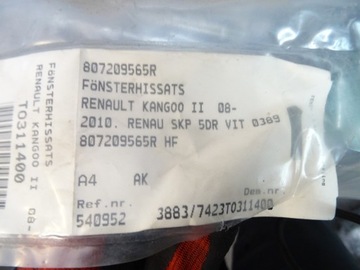 807209565R
FöNSTERHISSATS
RENAULT KANGOO II 08-
2010. RENAU SKP 5DR VIT 0389
807209565R HF
A4 AK
Ref.nr. Dem.nr.
540952 3883/7423T0311400
FöNSTERHISSATS
RENAULT KANGOO II 08-
T0311400